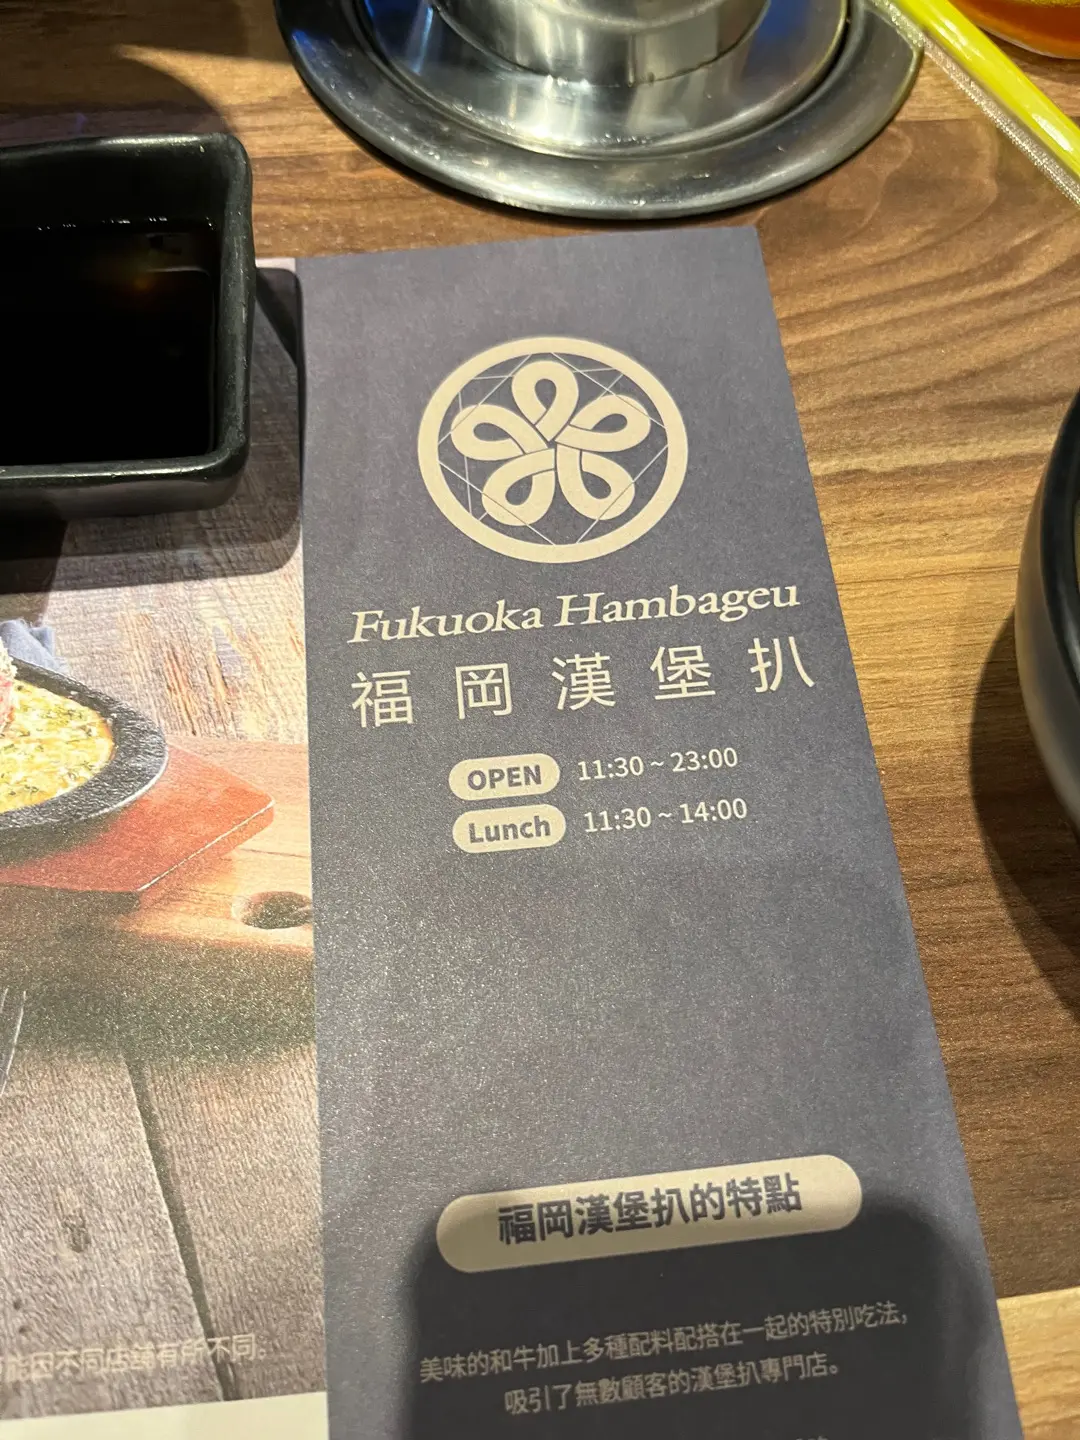 Fukuoka Hambageu
福岡漢堡扒
OPEN 11:30 ~ 23:00
Lunch 11:30 ~ 14:00
福岡漢堡扒的特點
美味的和牛加上多種配料配搭在一起的特別吃法,
吸引了無數顧客的漢堡扒專門店。
能因不同店舖有所不同。